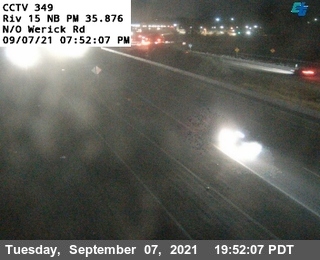 CCTV 349
Riv 15 NB PM 35.876
N/O Werick Rd
09/07/21 07:52:07 PM
Tuesday, September 07, 2021 19:52:07 PDT